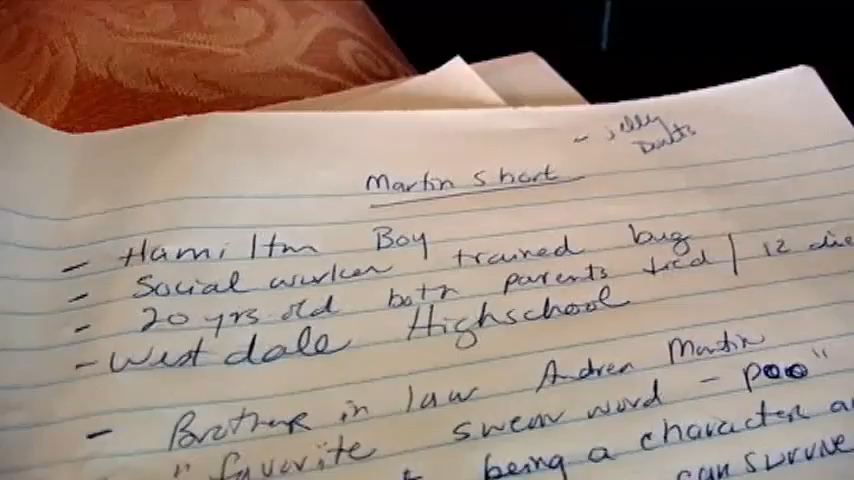 - Jelly
Donuts
Martin Short
- Hamilton Boy
- Social worker trained bug
- 20 yrs old both parents died / 12 die
- Westdale Highschool
- Brother in law Andrea Martin
"favorite swear word - poo"
being a character a
can survive